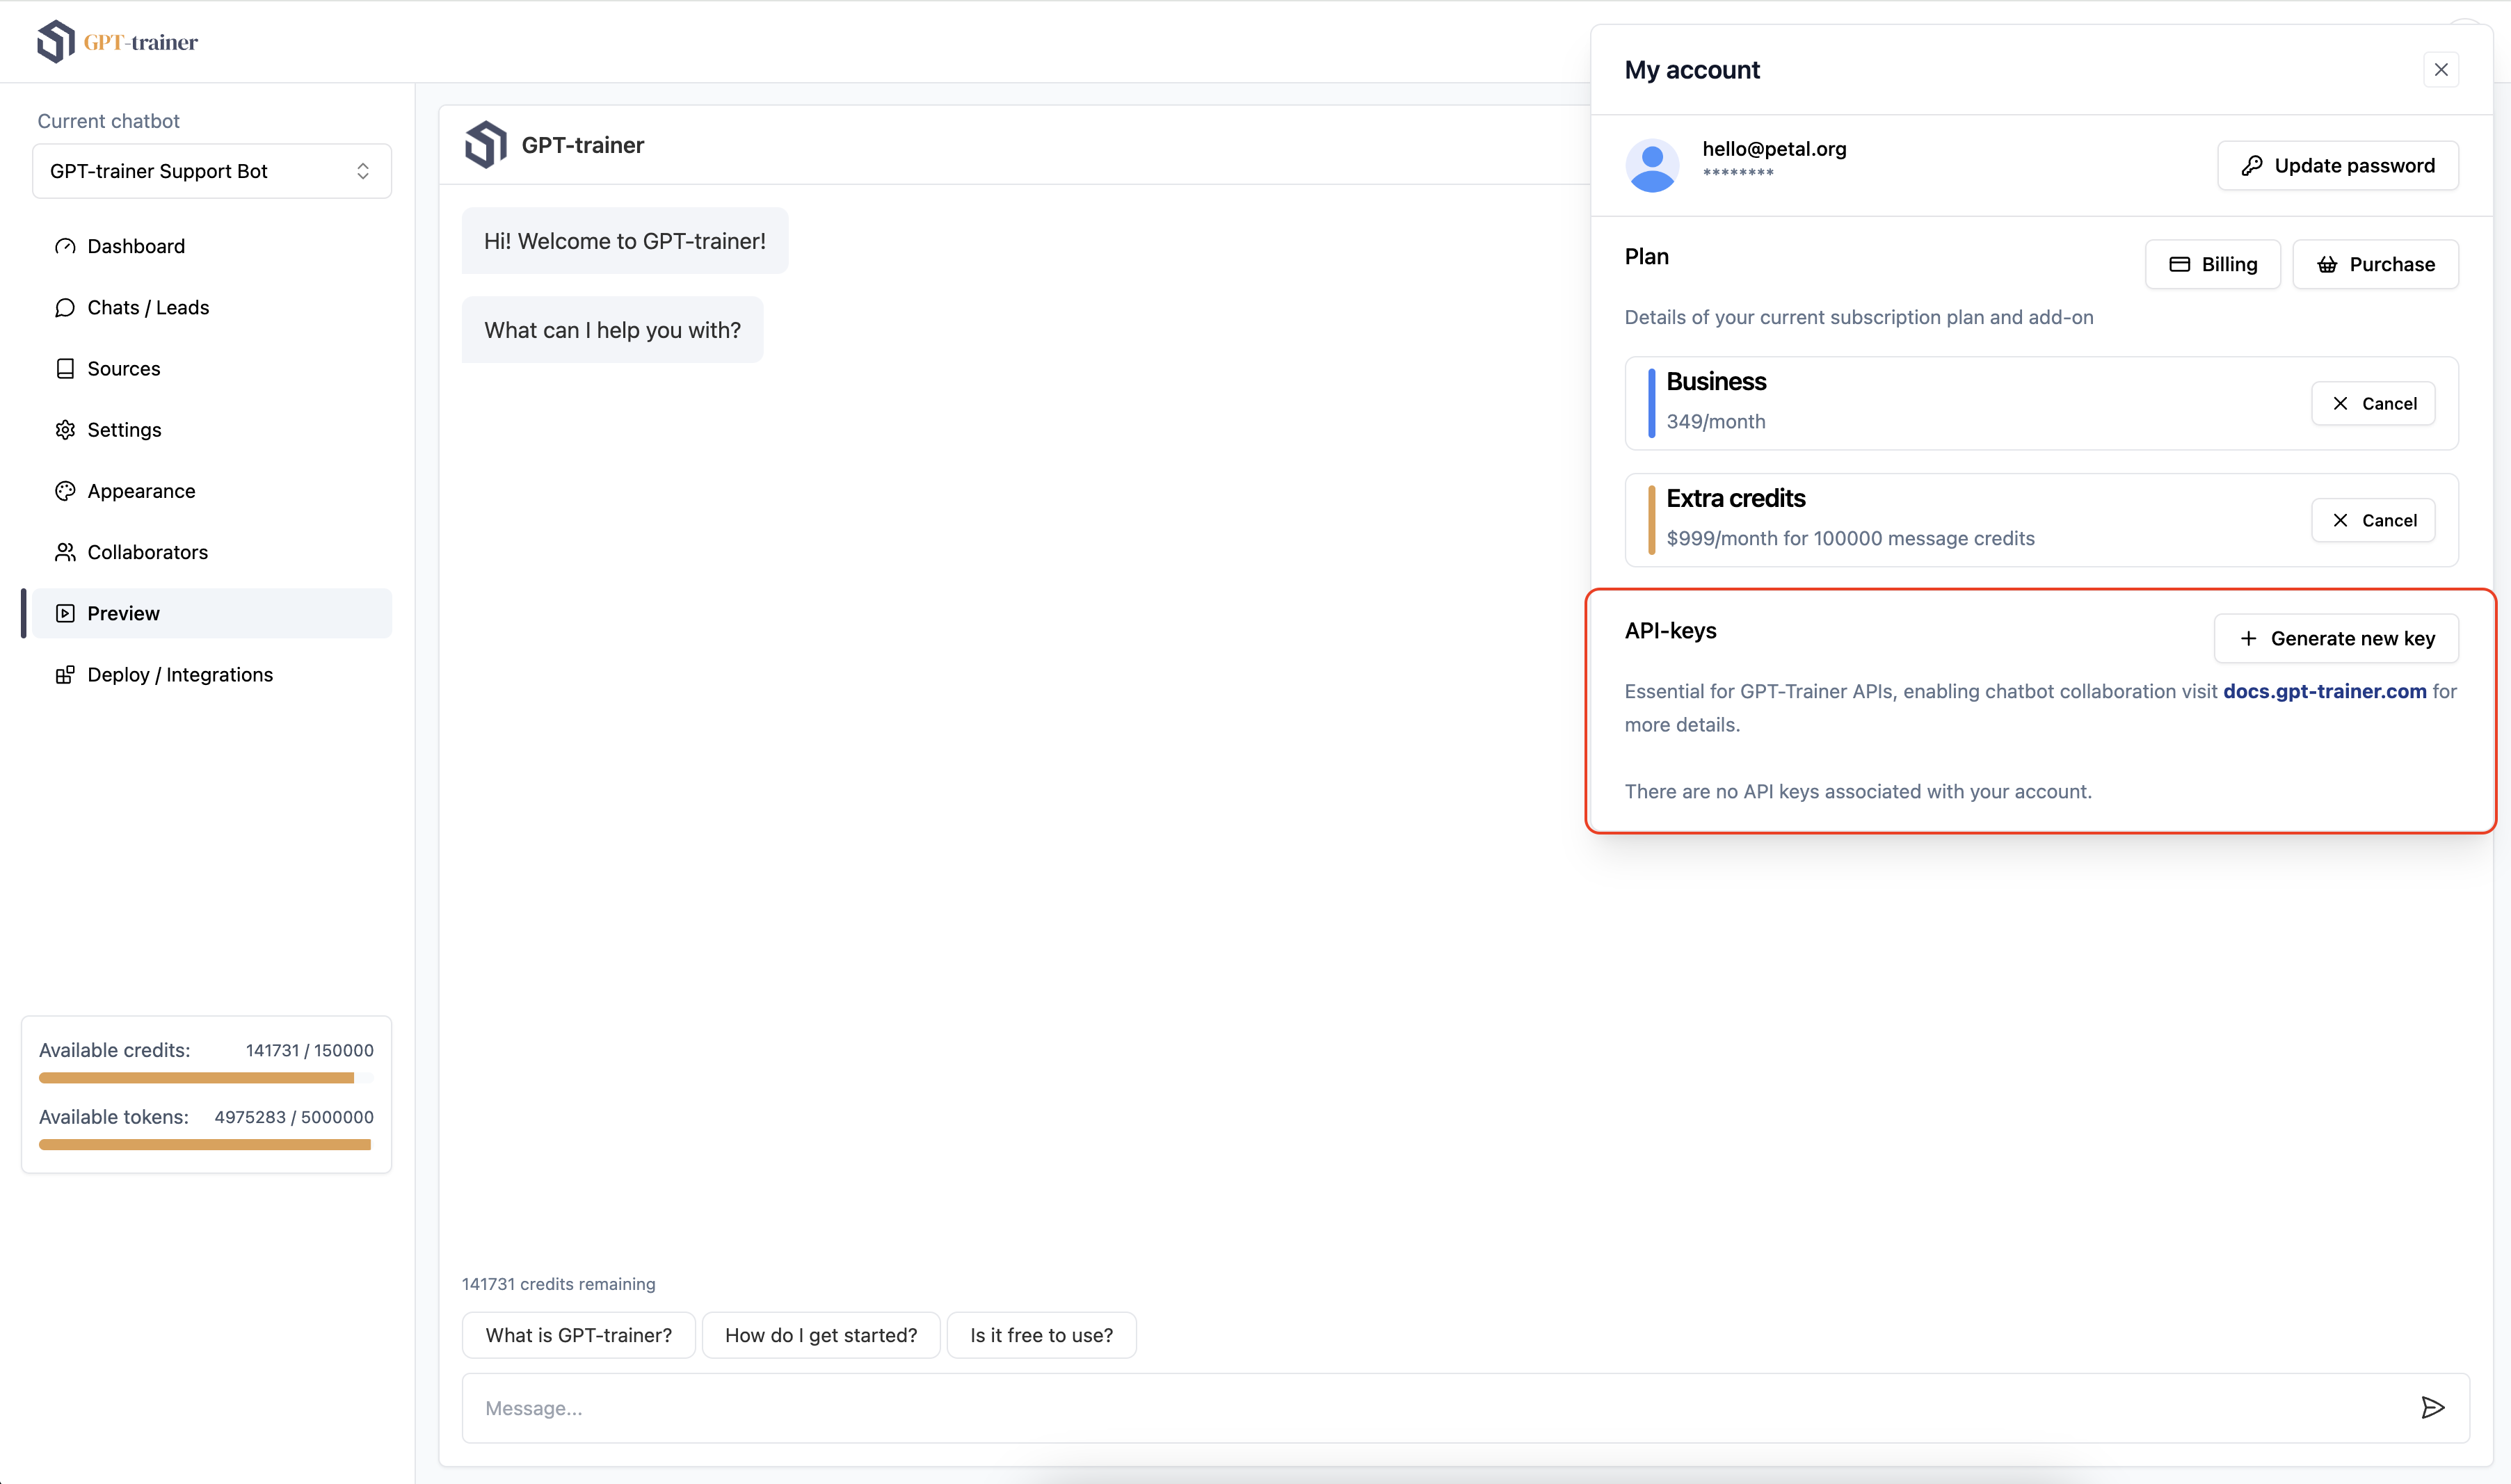 GPT-trainer
Current chatbot
GPT-trainer Support Bot
Dashboard
Chats / Leads
Sources
Settings
Appearance
Collaborators
Preview
Deploy / Integrations
Available credits: 141731 / 150000
Available tokens: 4975283 / 5000000
GPT-trainer
Hi! Welcome to GPT-trainer!
What can I help you with?
141731 credits remaining
What is GPT-trainer? How do I get started? Is it free to use?
Message...
My account
hello@petal.org
********
Update password
Plan
Billing Purchase
Details of your current subscription plan and add-on
Business
349/month
Cancel
Extra credits
$999/month for 100000 message credits
Cancel
API-keys
Generate new key
Essential for GPT-Trainer APIs, enabling chatbot collaboration visit docs.gpt-trainer.com for
more details.
There are no API keys associated with your account.